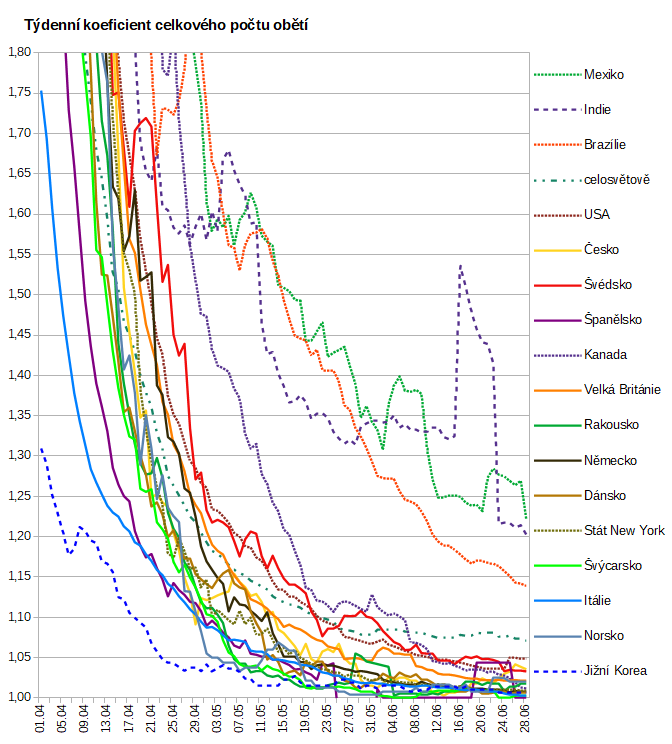 Týdenní koeficient celkového počtu obětí
1,80
1,75
1,70
1,65
1,60
1,55
1,50
1,45
1,40
1,35
1,30
1,25
1,20
1,15
1,10
1,05
1,00
01.04
05.04
09.04
13.04
17.04
21.04
25.04
29.04
03.05
07.05
11.05
15.05
19.05
23.05
27.05
31.05
04.06
08.06
12.06
16.06
20.06
24.06
28.06
Mexiko
Indie
Brazílie
celosvětově
USA
Česko
Švédsko
Španělsko
Kanada
Velká Británie
Rakousko
Německo
Dánsko
Stát New York
Švýcarsko
Itálie
Norsko
Jižní Korea